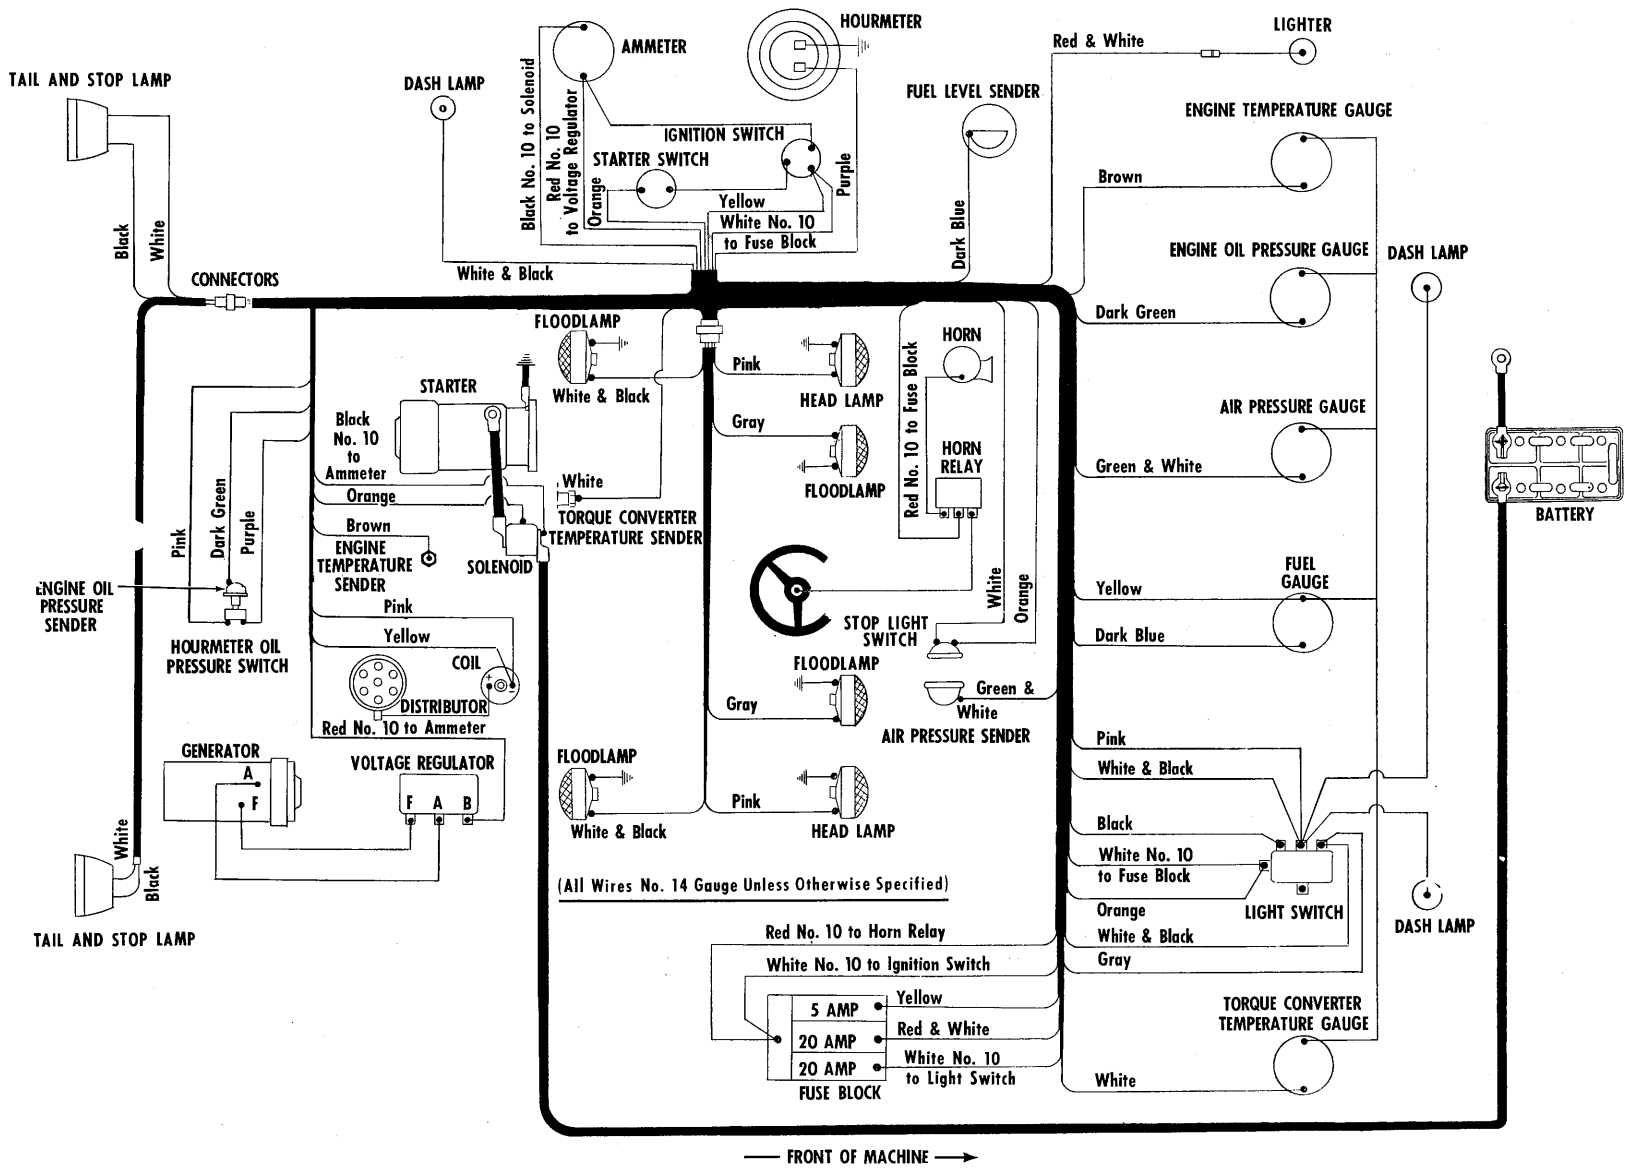 HOURMETER
LIGHTER
AMMETER
Red & White
TAIL AND STOP LAMP
DASH LAMP
FUEL LEVEL SENDER
ENGINE TEMPERATURE GAUGE
Black No. 10 to Solenoid
Red No. 10
to Voltage Regulator
IGNITION SWITCH
STARTER SWITCH
Orange
Purple
Brown
Yellow
White No. 10
to Fuse Block
Dark Blue
Black
White
ENGINE OIL PRESSURE GAUGE
DASH LAMP
White & Black
CONNECTORS
Dark Green
FLOODLAMP
HORN
Pink
STARTER
White & Black
HEAD LAMP
Red No. 10 to Fuse Block
AIR PRESSURE GAUGE
Black
No. 10
to
Ammeter
Gray
HORN
RELAY
Green & White
White
FLOODLAMP
Orange
BATTERY
TORQUE CONVERTER
TEMPERATURE SENDER
Pink
Dark Green
Purple
Brown
ENGINE
TEMPERATURE
SENDER
SOLENOID
FUEL
GAUGE
ENGINE OIL
PRESSURE
SENDER
Yellow
White
Orange
Pink
STOP LIGHT
SWITCH
Dark Blue
Yellow
HOURMETER OIL
PRESSURE SWITCH
COIL
+
-
FLOODLAMP
Green &
White
DISTRIBUTOR
Gray
Red No. 10 to Ammeter
AIR PRESSURE SENDER
Pink
GENERATOR
A
F
VOLTAGE REGULATOR
F A B
FLOODLAMP
White & Black
Pink
White
Black
White & Black
HEAD LAMP
Black
White No. 10
to Fuse Block
(All Wires No. 14 Gauge Unless Otherwise Specified)
Orange
LIGHT SWITCH
DASH LAMP
TAIL AND STOP LAMP
Red No. 10 to Horn Relay
White & Black
White No. 10 to Ignition Switch
Gray
5 AMP
Yellow
TORQUE CONVERTER
TEMPERATURE GAUGE
20 AMP
Red & White
20 AMP
White No. 10
to Light Switch
White
FUSE BLOCK
FRONT OF MACHINE